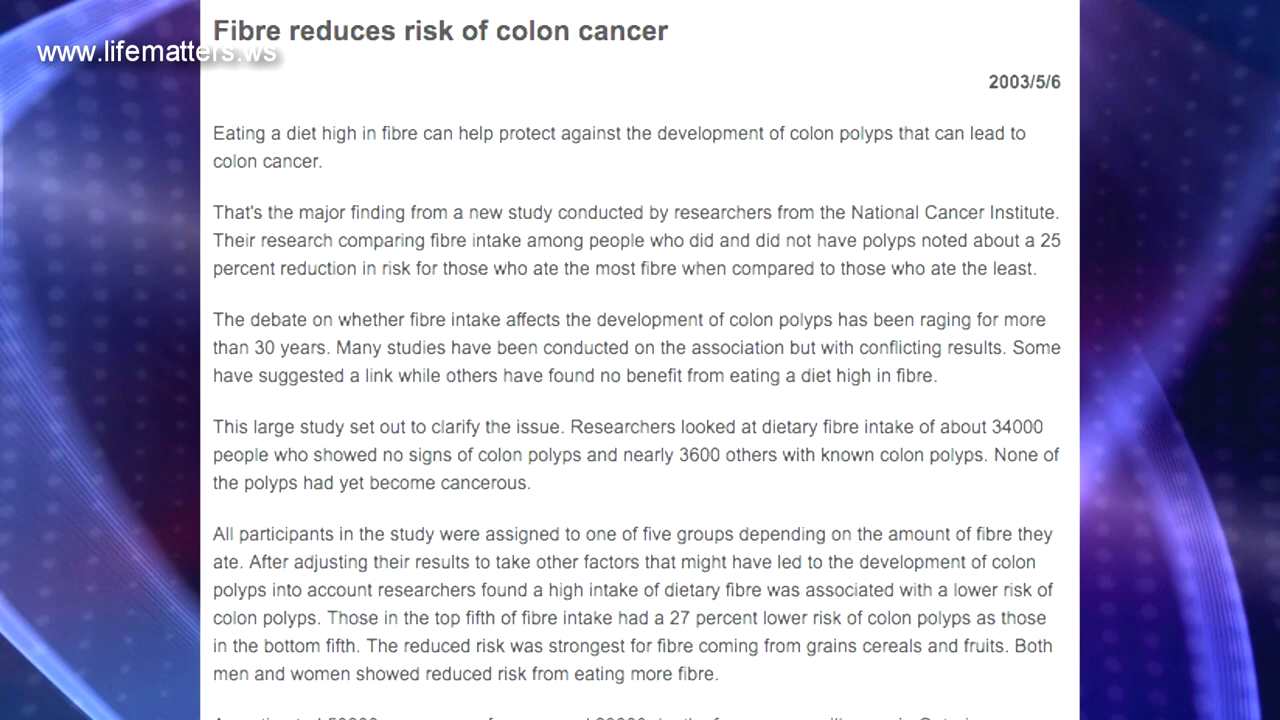 Fibre reduces risk of colon cancer
www.lifematters.ws
2003/5/6
Eating a diet high in fibre can help protect against the development of colon polyps that can lead to
colon cancer.
That's the major finding from a new study conducted by researchers from the National Cancer Institute.
Their research comparing fibre intake among people who did and did not have polyps noted about a 25
percent reduction in risk for those who ate the most fibre when compared to those who ate the least.
The debate on whether fibre intake affects the development of colon polyps has been raging for more
than 30 years. Many studies have been conducted on the association but with conflicting results. Some
have suggested a link while others have found no benefit from eating a diet high in fibre.
This large study set out to clarify the issue. Researchers looked at dietary fibre intake of about 34000
people who showed no signs of colon polyps and nearly 3600 others with known colon polyps. None of
the polyps had yet become cancerous.
All participants in the study were assigned to one of five groups depending on the amount of fibre they
ate. After adjusting their results to take other factors that might have led to the development of colon
polyps into account researchers found a high intake of dietary fibre was associated with a lower risk of
colon polyps. Those in the top fifth of fibre intake had a 27 percent lower risk of colon polyps as those
in the bottom fifth. The reduced risk was strongest for fibre coming from grains cereals and fruits. Both
men and women showed reduced risk from eating more fibre.